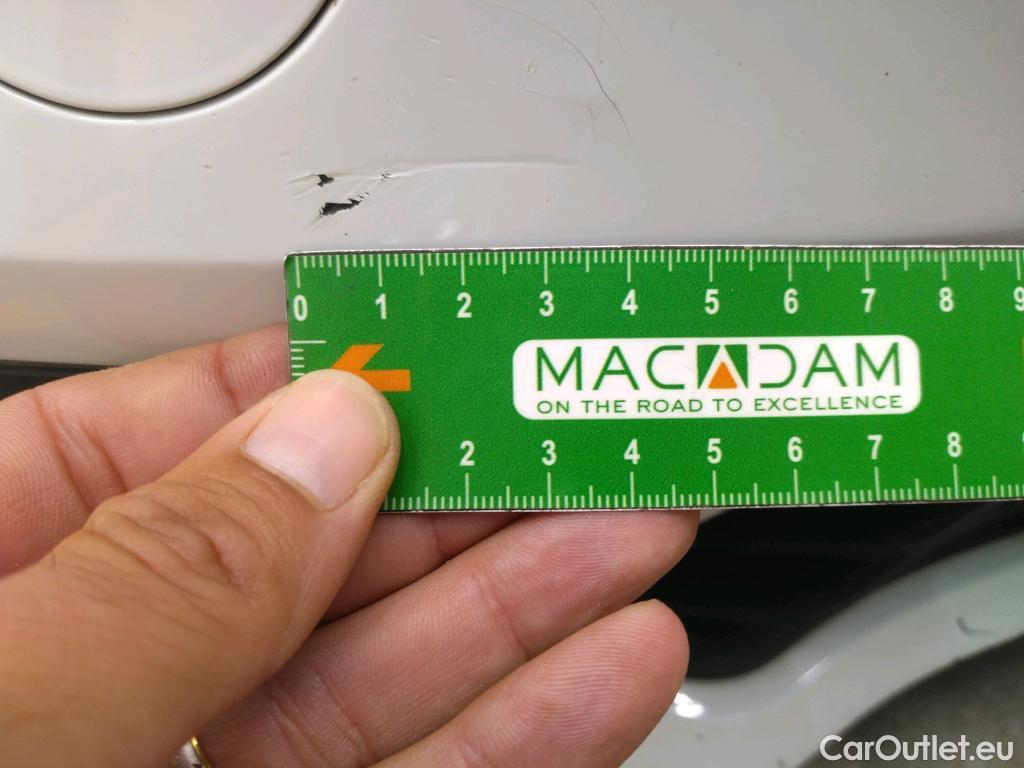 0 1 2 3 4 5 6 7 8 9
MACADAM
ON THE ROAD TO EXCELLENCE
2 3 4 5 6 7 8
CarOutlet.eu